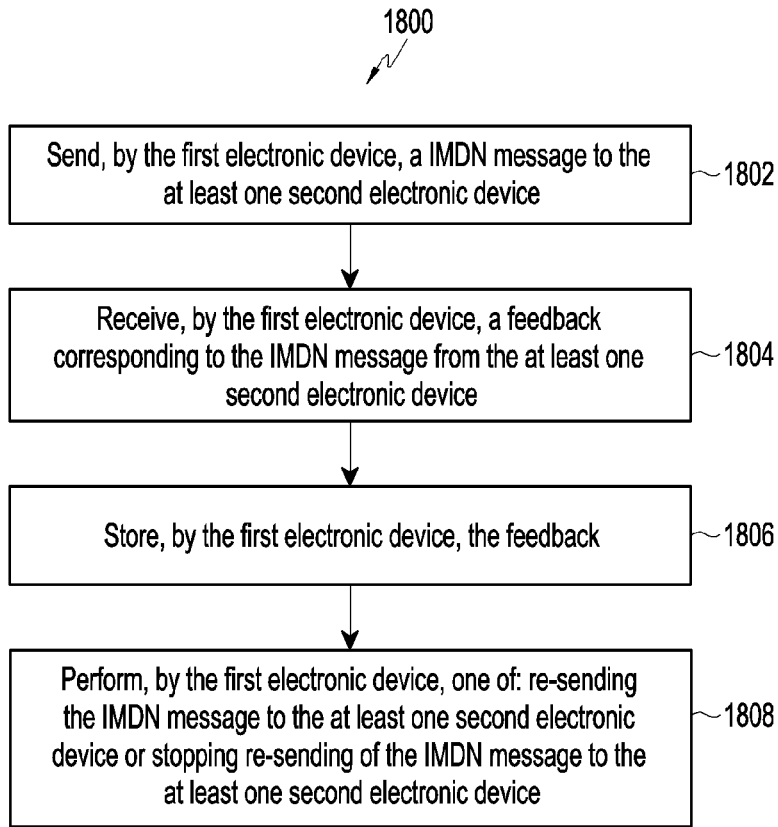 1800
Send, by the first electronic device, a IMDN message to the
at least one second electronic device
1802
Receive, by the first electronic device, a feedback
corresponding to the IMDN message from the at least one
second electronic device
1804
Store, by the first electronic device, the feedback
1806
Perform, by the first electronic device, one of: re-sending
the IMDN message to the at least one second electronic
device or stopping re-sending of the IMDN message to the
at least one second electronic device
1808